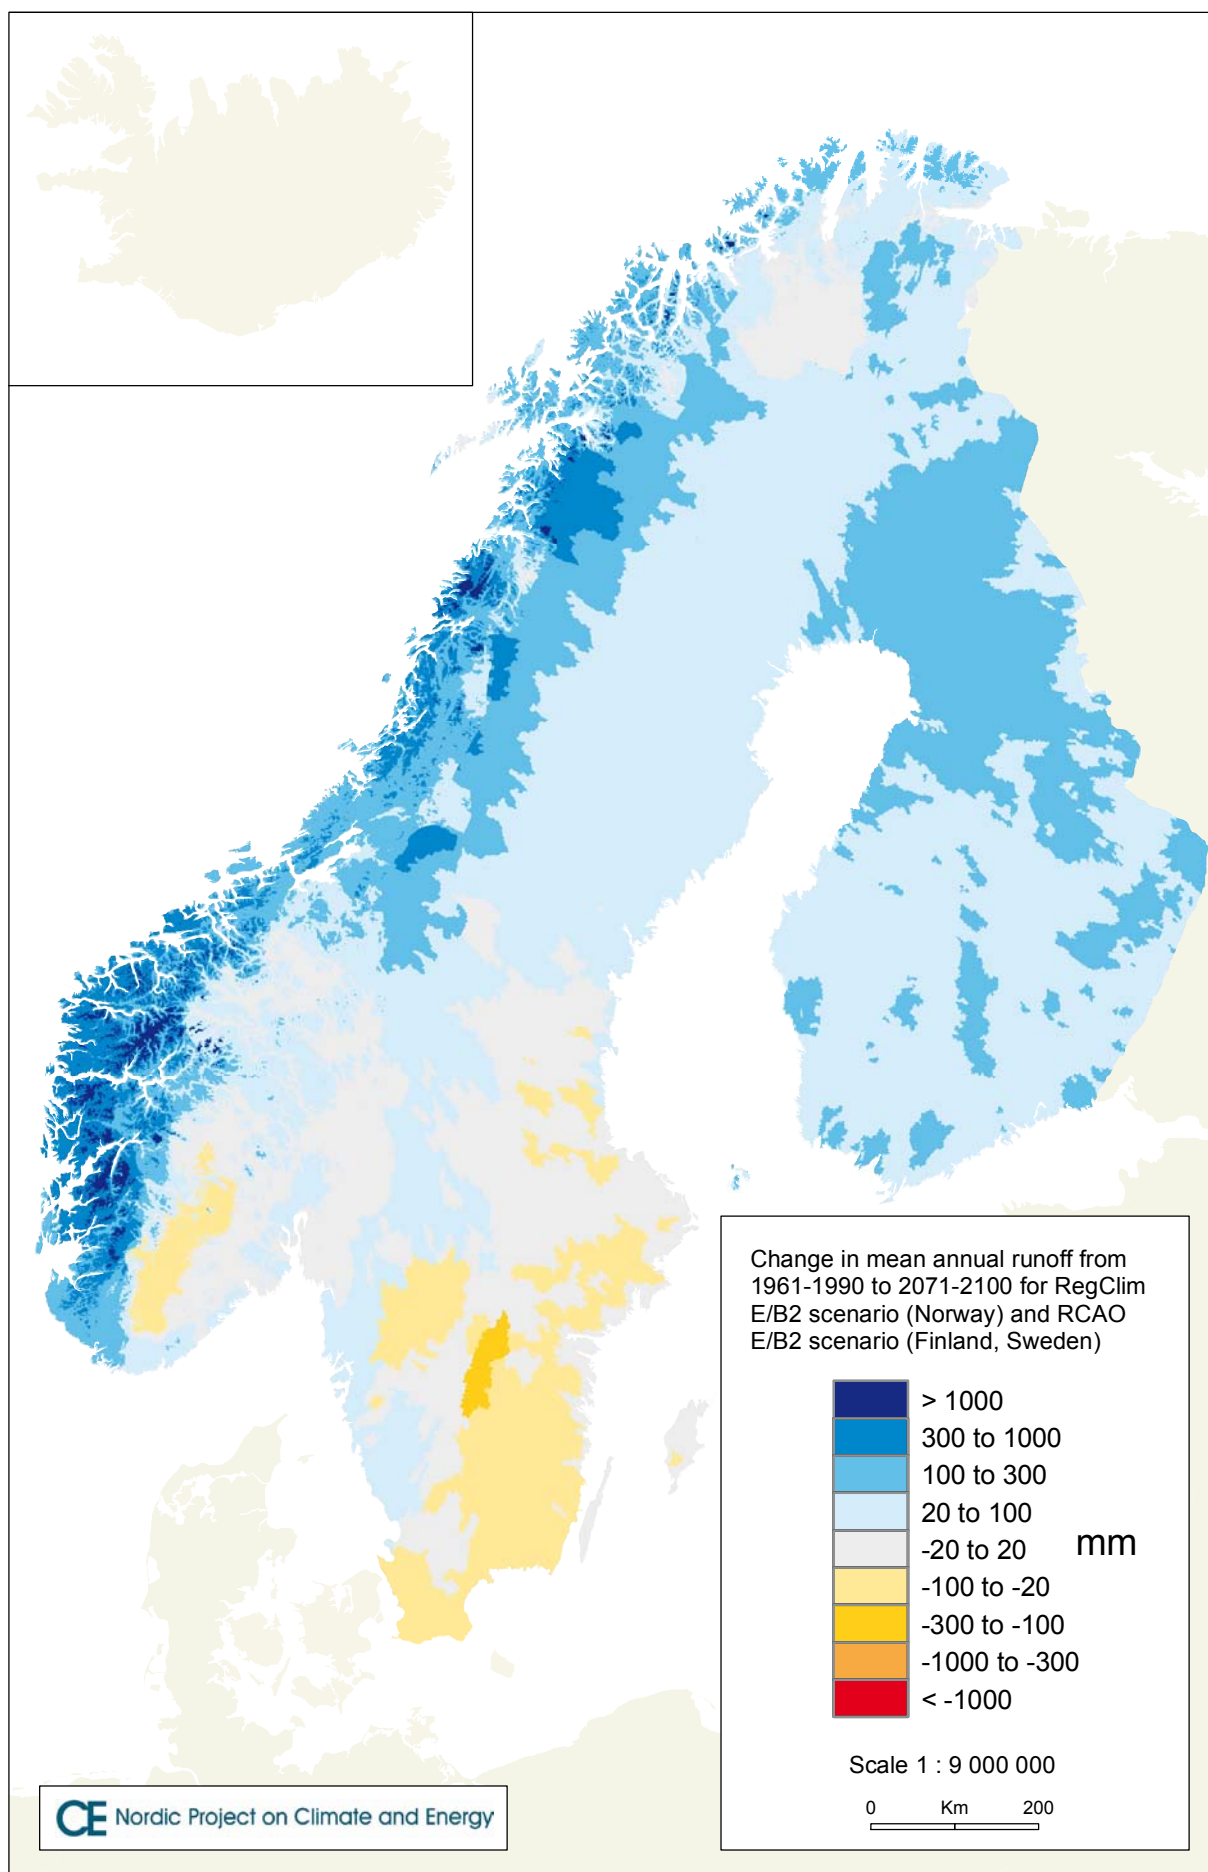 Change in mean annual runoff from
1961-1990 to 2071-2100 for RegClim
E/B2 scenario (Norway) and RCAO
E/B2 scenario (Finland, Sweden)
> 1000
300 to 1000
100 to 300
20 to 100
-20 to 20
mm
-100 to -20
-300 to -100
-1000 to -300
< -1000
Scale 1 : 9 000 000
0 Km 200
CE Nordic Project on Climate and Energy